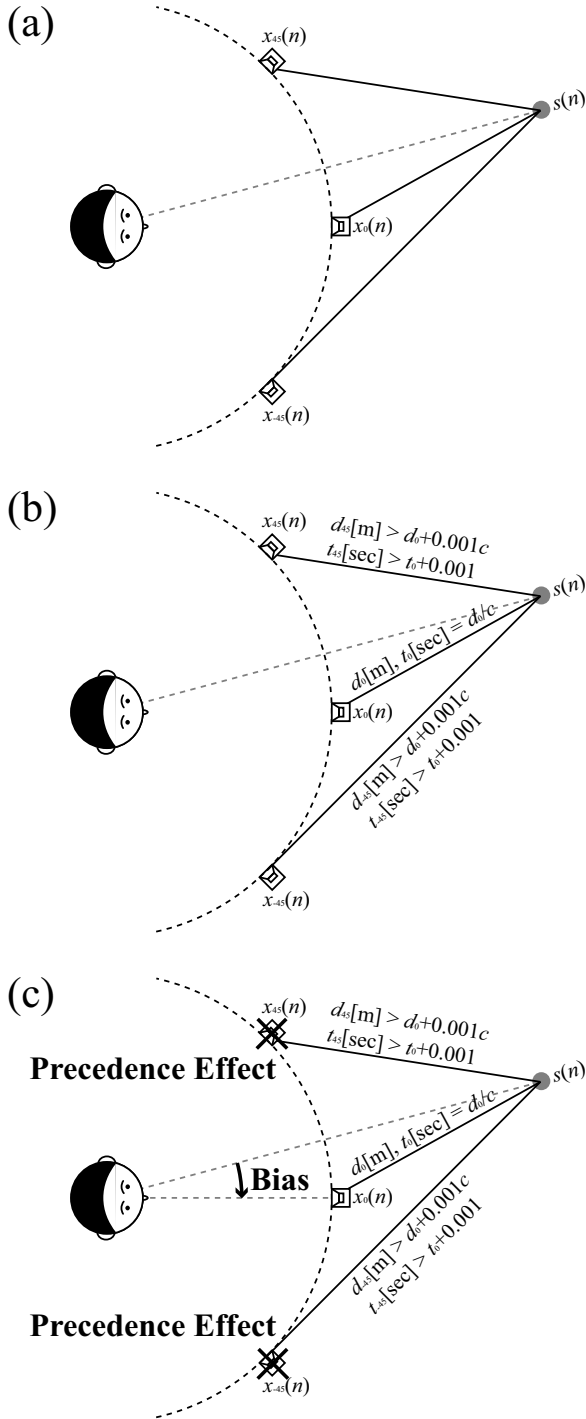 (a)
x₄₅(n)
s(n)
x₀(n)
x₋₄₅(n)
(b)
x₄₅(n)
d₄₅[m] > d₀+0.001c
t₄₅[sec] > t₀+0.001
s(n)
d₀[m], t₀[sec] = d₀/c
x₀(n)
d₋₄₅[m] > d₀+0.001c
t₋₄₅[sec] > t₀+0.001
x₋₄₅(n)
(c)
x₄₅(n)
d₄₅[m] > d₀+0.001c
t₄₅[sec] > t₀+0.001
Precedence Effect
s(n)
d₀[m], t₀[sec] = d₀/c
Bias
x₀(n)
d₋₄₅[m] > d₀+0.001c
t₋₄₅[sec] > t₀+0.001
Precedence Effect
x₋₄₅(n)